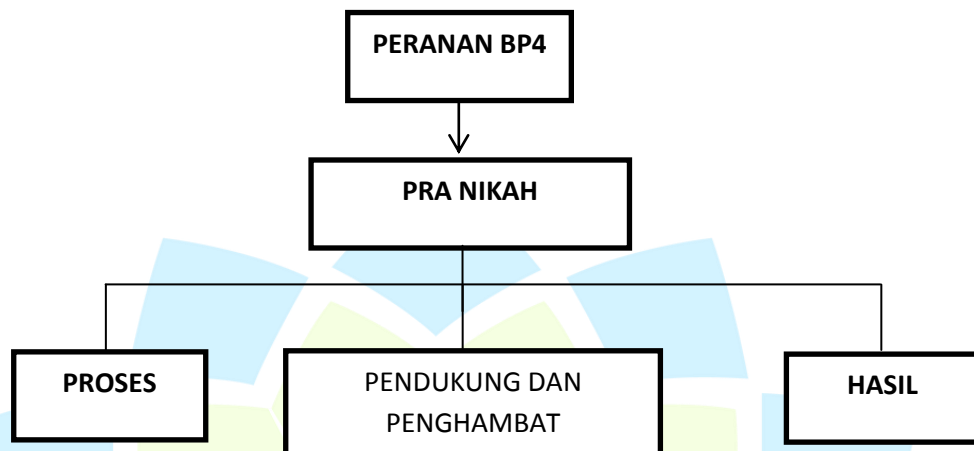 PERANAN BP4
PRA NIKAH
PROSES
PENDUKUNG DAN
PENGHAMBAT
HASIL